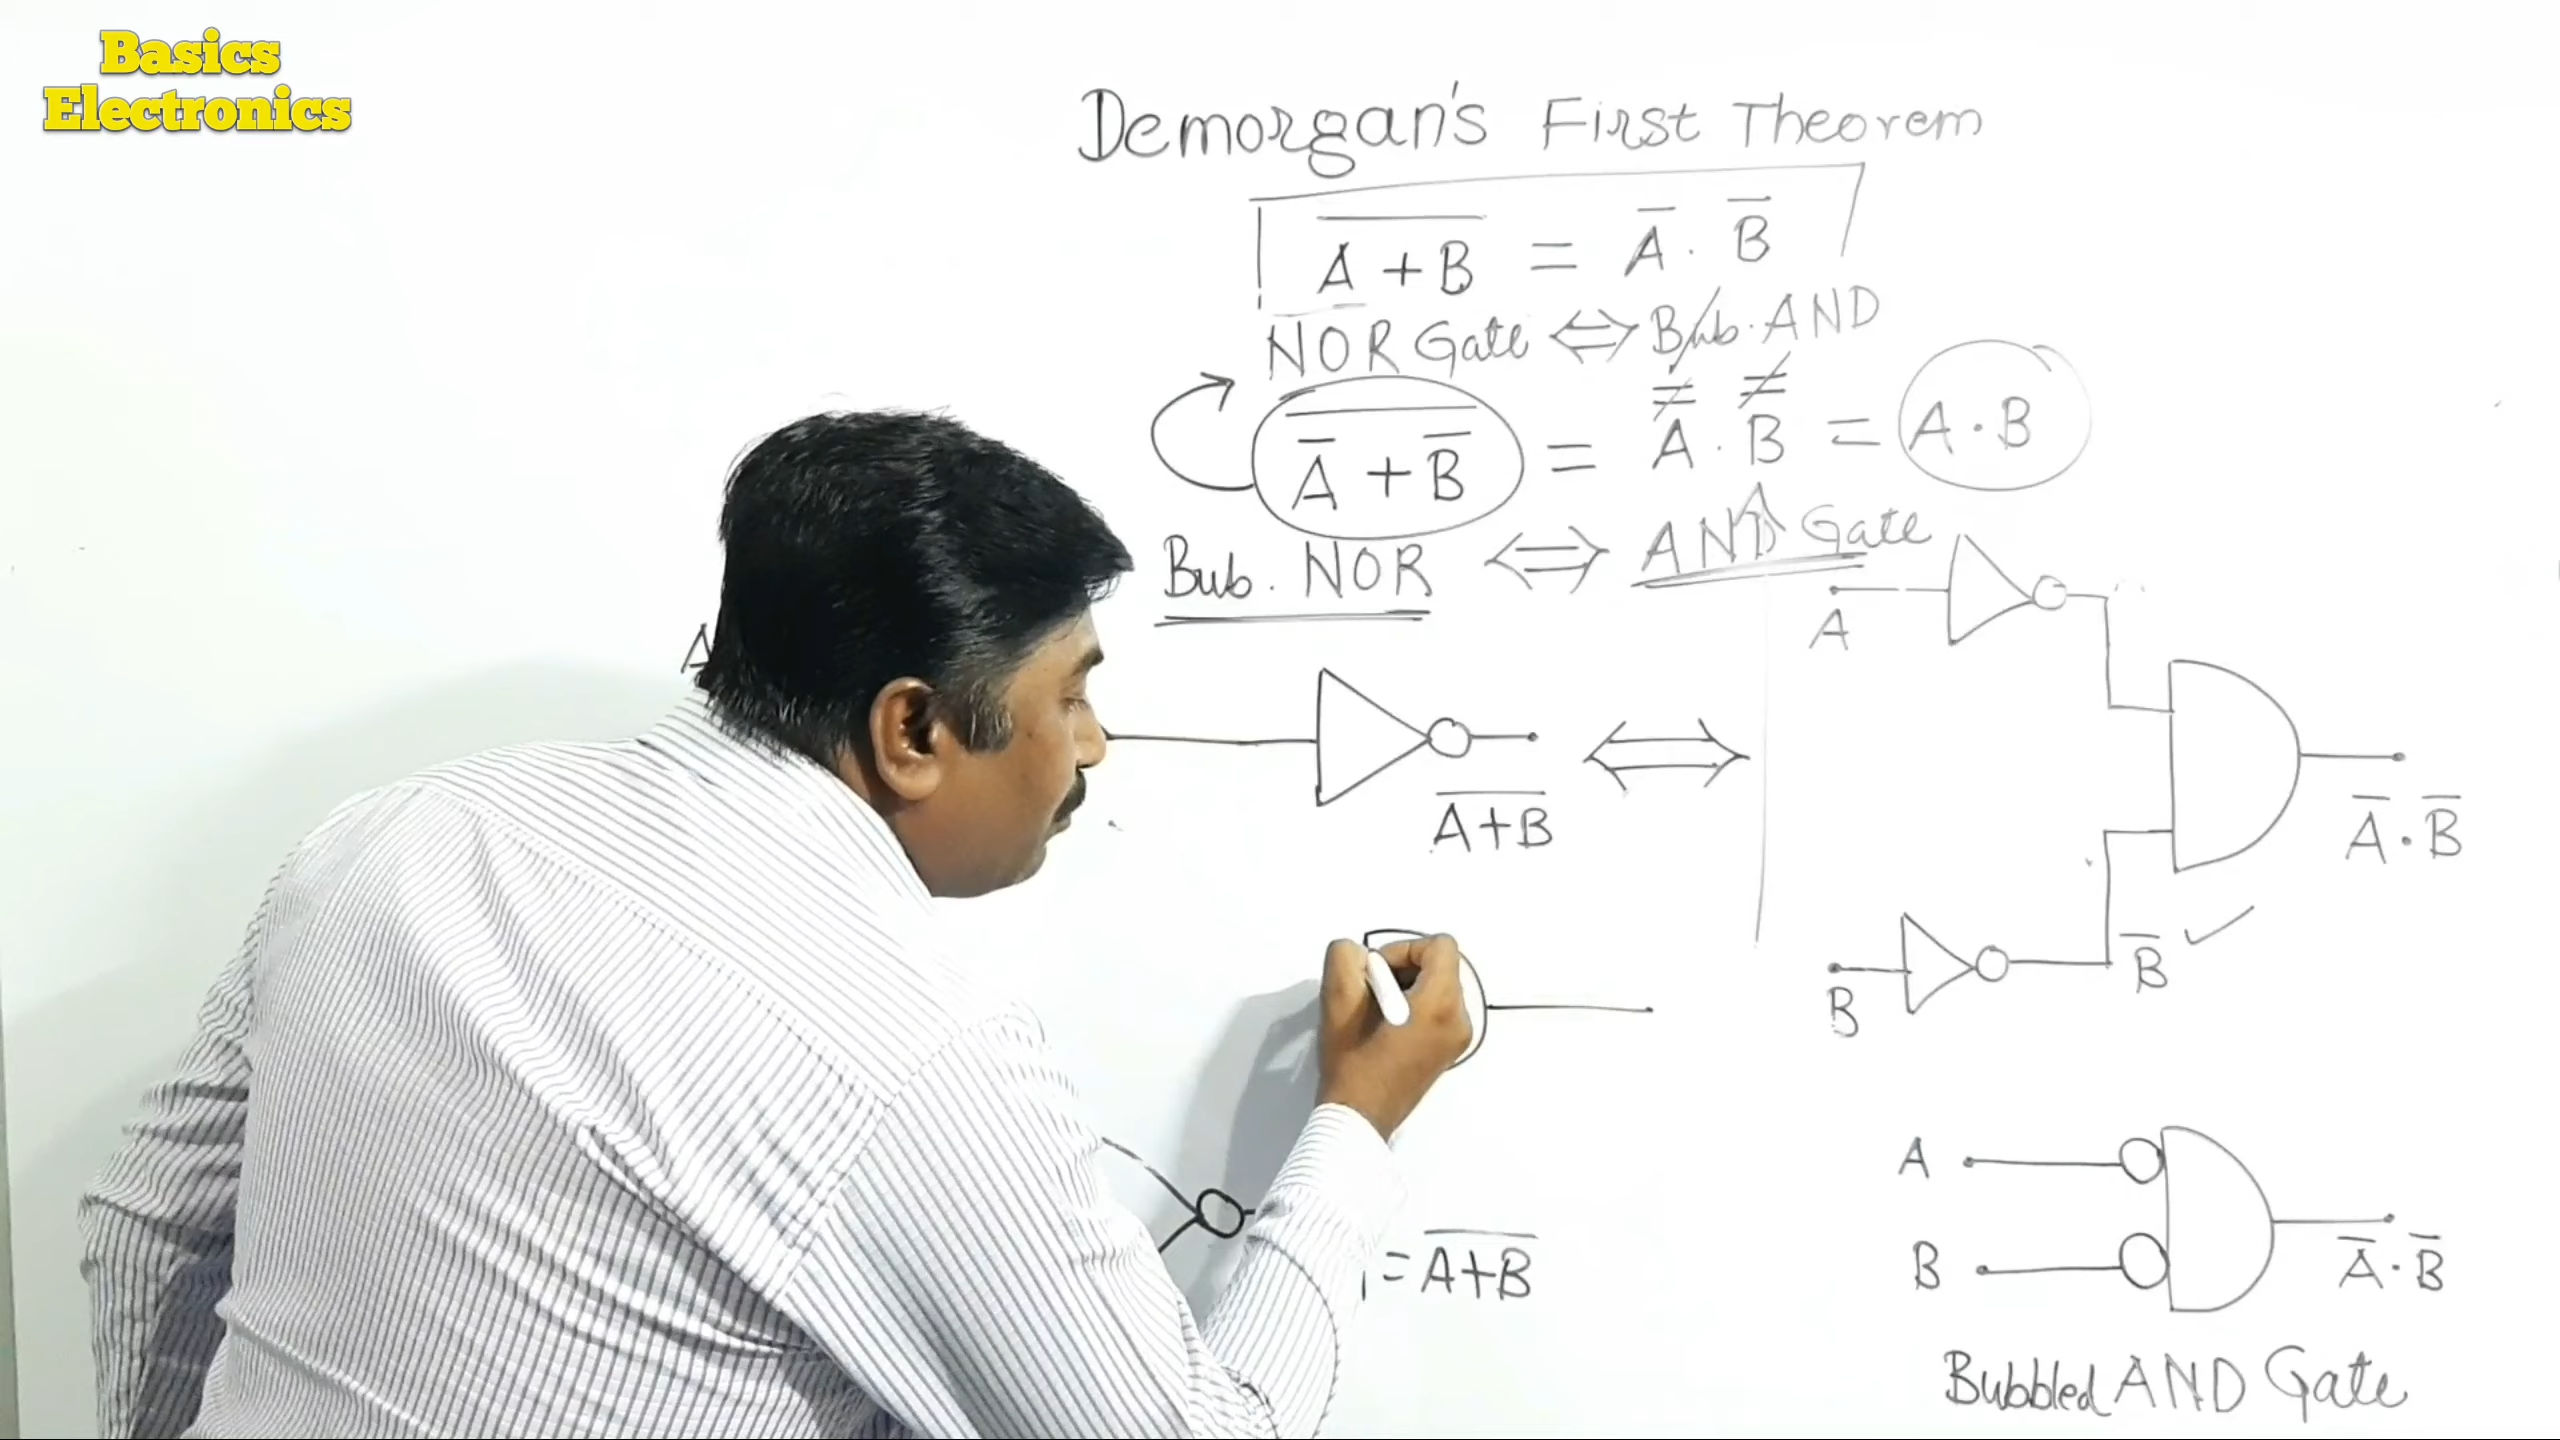 Basics
Electronics
Demorgan's First Theorem
A̅ ̅+̅ ̅B̅ = A̅ . B̅
NOR Gate ⇔ Bub. AND
A̿ . B̿ = A . B
A̅ + B̅ =
Bub. NOR ⇔ AND Gate
A
A
A̅+̅B̅ ⇔
A̅ . B̅
B̅ ✓
B
= A̅+̅B̅
A
B
A̅ . B̅
Bubbled AND Gate